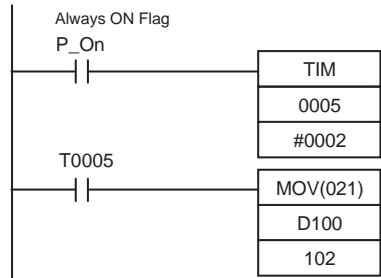 Always ON Flag
P_On
TIM
0005
#0002
T0005
MOV(021)
D100
102